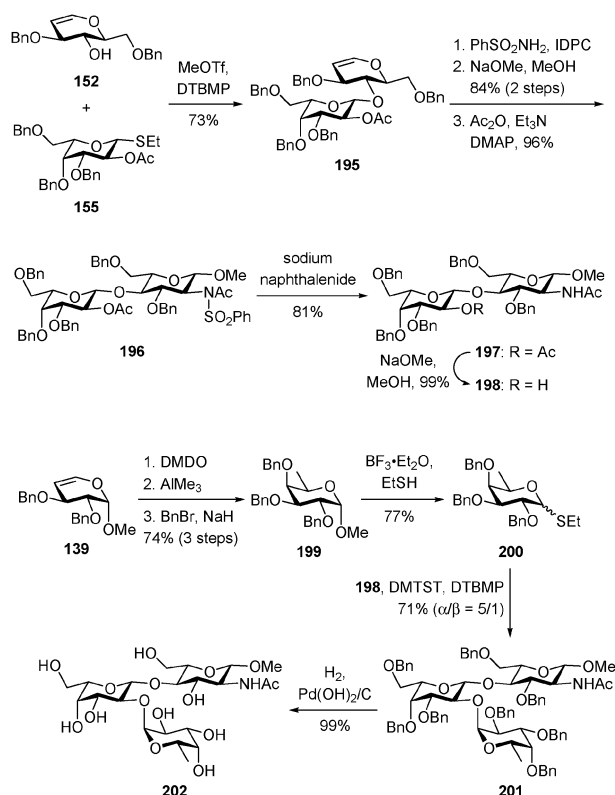 BnO
O
OH
OBn
152
+
BnO
O
SEt
OAc
BnO
OBn
155
MeOTf,
DTBMP
73%
O
BnO
O
OBn
BnO
O
OAc
BnO
OBn
195
1. PhSO2NH2, IDPC
2. NaOMe, MeOH
84% (2 steps)
3. Ac2O, Et3N
DMAP, 96%
BnO
O
OMe
BnO
O
O
NAc
OAc
BnO
SO2Ph
BnO
OBn
196
sodium
naphthalenide
81%
BnO
O
OMe
BnO
O
O
NHAc
OR
BnO
BnO
OBn
NaOMe,
MeOH, 99%
197: R = Ac
198: R = H
O
BnO
BnO
OMe
139
1. DMDO
2. AlMe3
3. BnBr, NaH
74% (3 steps)
OBn
O
BnO
BnO
OMe
199
BF3•Et2O,
EtSH
77%
OBn
O
BnO
BnO
SEt
200
198, DMTST, DTBMP
71% (α/β = 5/1)
HO
O
OMe
HO
O
O
NHAc
HO
O
OH
HO
HO
O
OH
OH
202
H2,
Pd(OH)2/C
99%
BnO
O
OMe
BnO
O
O
NHAc
BnO
O
OBn
BnO
OBn
O
OBn
OBn
201